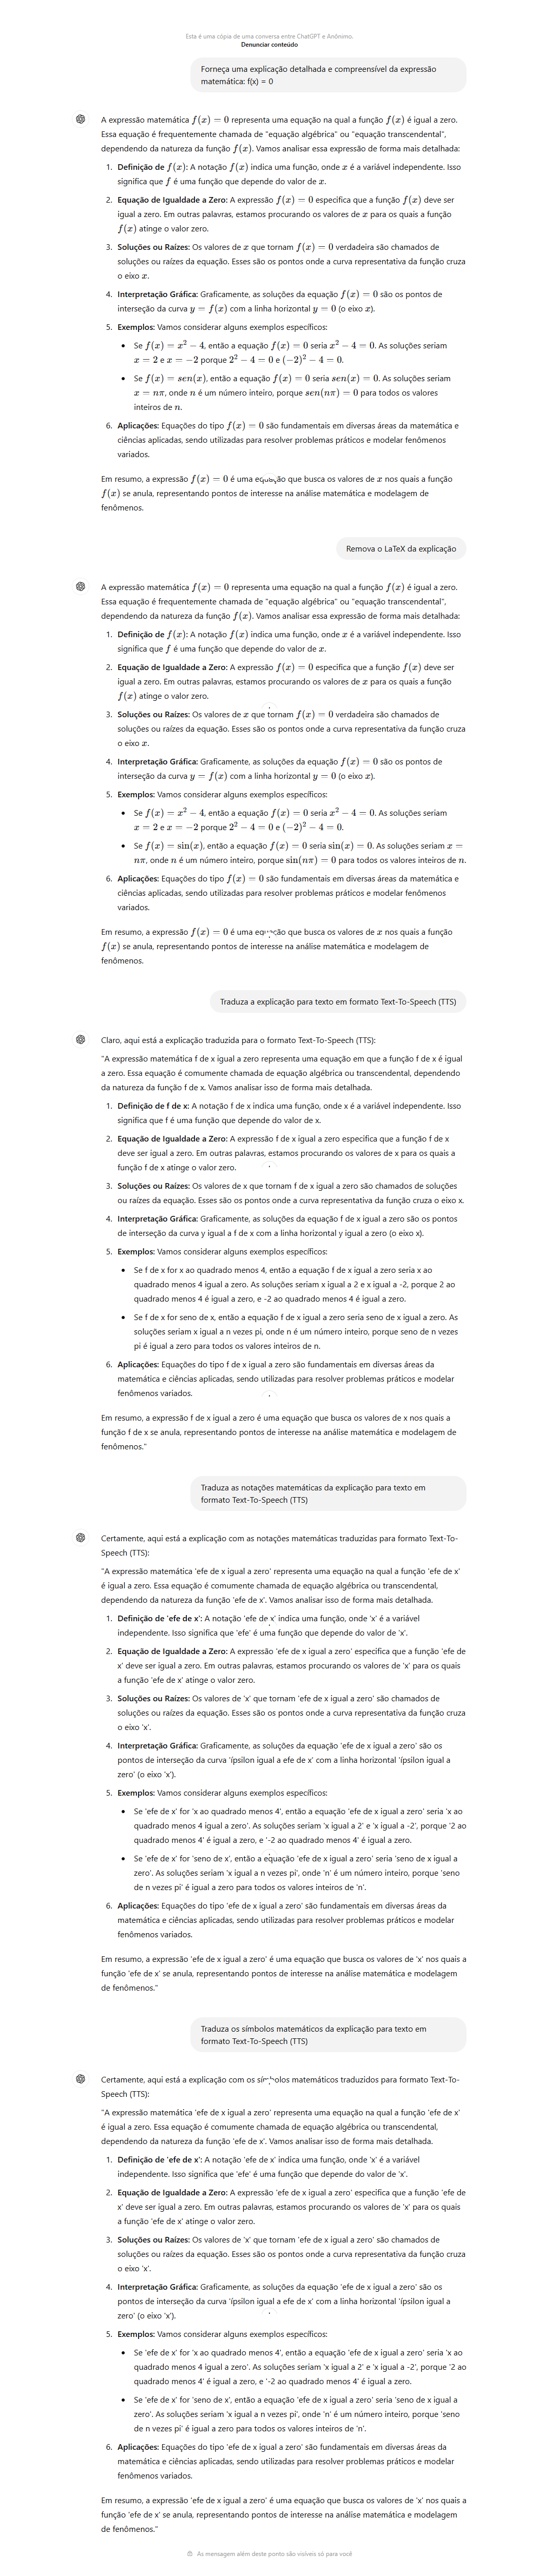 Esta é uma cópia de uma conversa entre ChatGPT e Anônimo.
Denunciar conteúdo
Forneça uma explicação detalhada e compreensível da expressão
matemática: f(x) = 0
A expressão matemática f(x) = 0 representa uma equação na qual a função f(x) é igual a zero.
Essa equação é frequentemente chamada de "equação algébrica" ou "equação transcendental",
dependendo da natureza da função f(x). Vamos analisar essa expressão de forma mais detalhada:
1. Definição de f(x): A notação f(x) indica uma função, onde x é a variável independente. Isso
significa que f é uma função que depende do valor de x.
2. Equação de Igualdade a Zero: A expressão f(x) = 0 especifica que a função f(x) deve ser
igual a zero. Em outras palavras, estamos procurando os valores de x para os quais a função
f(x) atinge o valor zero.
3. Soluções ou Raízes: Os valores de x que tornam f(x) = 0 verdadeira são chamados de
soluções ou raízes da equação. Esses são os pontos onde a curva representativa da função cruza
o eixo x.
4. Interpretação Gráfica: Graficamente, as soluções da equação f(x) = 0 são os pontos de
interseção da curva y = f(x) com a linha horizontal y = 0 (o eixo x).
5. Exemplos: Vamos considerar alguns exemplos específicos:
• Se f(x) = x² − 4, então a equação f(x) = 0 seria x² − 4 = 0. As soluções seriam
x = 2 e x = −2 porque 2² − 4 = 0 e (−2)² − 4 = 0.
• Se f(x) = sen(x), então a equação f(x) = 0 seria sen(x) = 0. As soluções seriam
x = nπ, onde n é um número inteiro, porque sen(nπ) = 0 para todos os valores
inteiros de n.
6. Aplicações: Equações do tipo f(x) = 0 são fundamentais em diversas áreas da matemática e
ciências aplicadas, sendo utilizadas para resolver problemas práticos e modelar fenômenos
variados.
Em resumo, a expressão f(x) = 0 é uma equação que busca os valores de x nos quais a função
f(x) se anula, representando pontos de interesse na análise matemática e modelagem de
fenômenos.
Remova o LaTeX da explicação
A expressão matemática f(x) = 0 representa uma equação na qual a função f(x) é igual a zero.
Essa equação é frequentemente chamada de "equação algébrica" ou "equação transcendental",
dependendo da natureza da função f(x). Vamos analisar essa expressão de forma mais detalhada:
1. Definição de f(x): A notação f(x) indica uma função, onde x é a variável independente. Isso
significa que f é uma função que depende do valor de x.
2. Equação de Igualdade a Zero: A expressão f(x) = 0 especifica que a função f(x) deve ser
igual a zero. Em outras palavras, estamos procurando os valores de x para os quais a função
f(x) atinge o valor zero.
3. Soluções ou Raízes: Os valores de x que tornam f(x) = 0 verdadeira são chamados de
soluções ou raízes da equação. Esses são os pontos onde a curva representativa da função cruza
o eixo x.
4. Interpretação Gráfica: Graficamente, as soluções da equação f(x) = 0 são os pontos de
interseção da curva y = f(x) com a linha horizontal y = 0 (o eixo x).
5. Exemplos: Vamos considerar alguns exemplos específicos:
• Se f(x) = x² − 4, então a equação f(x) = 0 seria x² − 4 = 0. As soluções seriam
x = 2 e x = −2 porque 2² − 4 = 0 e (−2)² − 4 = 0.
• Se f(x) = sin(x), então a equação f(x) = 0 seria sin(x) = 0. As soluções seriam x =
nπ, onde n é um número inteiro, porque sin(nπ) = 0 para todos os valores inteiros de n.
6. Aplicações: Equações do tipo f(x) = 0 são fundamentais em diversas áreas da matemática e
ciências aplicadas, sendo utilizadas para resolver problemas práticos e modelar fenômenos
variados.
Em resumo, a expressão f(x) = 0 é uma equação que busca os valores de x nos quais a função
f(x) se anula, representando pontos de interesse na análise matemática e modelagem de
fenômenos.
Traduza a explicação para texto em formato Text-To-Speech (TTS)
Claro, aqui está a explicação traduzida para o formato Text-To-Speech (TTS):
"A expressão matemática f de x igual a zero representa uma equação em que a função f de x é igual
a zero. Essa equação é comumente chamada de equação algébrica ou transcendental, dependendo
da natureza da função f de x. Vamos analisar isso de forma mais detalhada.
1. Definição de f de x: A notação f de x indica uma função, onde x é a variável independente. Isso
significa que f é uma função que depende do valor de x.
2. Equação de Igualdade a Zero: A expressão f de x igual a zero especifica que a função f de x
deve ser igual a zero. Em outras palavras, estamos procurando os valores de x para os quais a
função f de x atinge o valor zero.
3. Soluções ou Raízes: Os valores de x que tornam f de x igual a zero são chamados de soluções
ou raízes da equação. Esses são os pontos onde a curva representativa da função cruza o eixo x.
4. Interpretação Gráfica: Graficamente, as soluções da equação f de x igual a zero são os pontos
de interseção da curva y igual a f de x com a linha horizontal y igual a zero (o eixo x).
5. Exemplos: Vamos considerar alguns exemplos específicos:
• Se f de x for x ao quadrado menos 4, então a equação f de x igual a zero seria x ao
quadrado menos 4 igual a zero. As soluções seriam x igual a 2 e x igual a -2, porque 2 ao
quadrado menos 4 é igual a zero, e -2 ao quadrado menos 4 é igual a zero.
• Se f de x for seno de x, então a equação f de x igual a zero seria seno de x igual a zero. As
soluções seriam x igual a n vezes pi, onde n é um número inteiro, porque seno de n vezes
pi é igual a zero para todos os valores inteiros de n.
6. Aplicações: Equações do tipo f de x igual a zero são fundamentais em diversas áreas da
matemática e ciências aplicadas, sendo utilizadas para resolver problemas práticos e modelar
fenômenos variados.
Em resumo, a expressão f de x igual a zero é uma equação que busca os valores de x nos quais a
função f de x se anula, representando pontos de interesse na análise matemática e modelagem de
fenômenos."
Traduza as notações matemáticas da explicação para texto em
formato Text-To-Speech (TTS)
Certamente, aqui está a explicação com as notações matemáticas traduzidas para formato Text-To-
Speech (TTS):
"A expressão matemática 'efe de x igual a zero' representa uma equação na qual a função 'efe de x'
é igual a zero. Essa equação é comumente chamada de equação algébrica ou transcendental,
dependendo da natureza da função 'efe de x'. Vamos analisar isso de forma mais detalhada.
1. Definição de 'efe de x': A notação 'efe de x' indica uma função, onde 'x' é a variável
independente. Isso significa que 'efe' é uma função que depende do valor de 'x'.
2. Equação de Igualdade a Zero: A expressão 'efe de x igual a zero' especifica que a função 'efe de
x' deve ser igual a zero. Em outras palavras, estamos procurando os valores de 'x' para os quais
a função 'efe de x' atinge o valor zero.
3. Soluções ou Raízes: Os valores de 'x' que tornam 'efe de x igual a zero' são chamados de
soluções ou raízes da equação. Esses são os pontos onde a curva representativa da função cruza
o eixo 'x'.
4. Interpretação Gráfica: Graficamente, as soluções da equação 'efe de x igual a zero' são os
pontos de interseção da curva 'ípsilon igual a efe de x' com a linha horizontal 'ípsilon igual a
zero' (o eixo 'x').
5. Exemplos: Vamos considerar alguns exemplos específicos:
• Se 'efe de x' for 'x ao quadrado menos 4', então a equação 'efe de x igual a zero' seria 'x ao
quadrado menos 4 igual a zero'. As soluções seriam 'x igual a 2' e 'x igual a -2', porque '2 ao
quadrado menos 4' é igual a zero, e '-2 ao quadrado menos 4' é igual a zero.
• Se 'efe de x' for 'seno de x', então a equação 'efe de x igual a zero' seria 'seno de x igual a
zero'. As soluções seriam 'x igual a n vezes pi', onde 'n' é um número inteiro, porque 'seno
de n vezes pi' é igual a zero para todos os valores inteiros de 'n'.
6. Aplicações: Equações do tipo 'efe de x igual a zero' são fundamentais em diversas áreas da
matemática e ciências aplicadas, sendo utilizadas para resolver problemas práticos e modelar
fenômenos variados.
Em resumo, a expressão 'efe de x igual a zero' é uma equação que busca os valores de 'x' nos quais a
função 'efe de x' se anula, representando pontos de interesse na análise matemática e modelagem
de fenômenos."
Traduza os símbolos matemáticos da explicação para texto em
formato Text-To-Speech (TTS)
Certamente, aqui está a explicação com os símbolos matemáticos traduzidos para formato Text-To-
Speech (TTS):
"A expressão matemática 'efe de x igual a zero' representa uma equação na qual a função 'efe de x'
é igual a zero. Essa equação é comumente chamada de equação algébrica ou transcendental,
dependendo da natureza da função 'efe de x'. Vamos analisar isso de forma mais detalhada.
1. Definição de 'efe de x': A notação 'efe de x' indica uma função, onde 'x' é a variável
independente. Isso significa que 'efe' é uma função que depende do valor de 'x'.
2. Equação de Igualdade a Zero: A expressão 'efe de x igual a zero' especifica que a função 'efe de
x' deve ser igual a zero. Em outras palavras, estamos procurando os valores de 'x' para os quais
a função 'efe de x' atinge o valor zero.
3. Soluções ou Raízes: Os valores de 'x' que tornam 'efe de x igual a zero' são chamados de
soluções ou raízes da equação. Esses são os pontos onde a curva representativa da função cruza
o eixo 'x'.
4. Interpretação Gráfica: Graficamente, as soluções da equação 'efe de x igual a zero' são os
pontos de interseção da curva 'ípsilon igual a efe de x' com a linha horizontal 'ípsilon igual a
zero' (o eixo 'x').
5. Exemplos: Vamos considerar alguns exemplos específicos:
• Se 'efe de x' for 'x ao quadrado menos 4', então a equação 'efe de x igual a zero' seria 'x ao
quadrado menos 4 igual a zero'. As soluções seriam 'x igual a 2' e 'x igual a -2', porque '2 ao
quadrado menos 4' é igual a zero, e '-2 ao quadrado menos 4' é igual a zero.
• Se 'efe de x' for 'seno de x', então a equação 'efe de x igual a zero' seria 'seno de x igual a
zero'. As soluções seriam 'x igual a n vezes pi', onde 'n' é um número inteiro, porque 'seno
de n vezes pi' é igual a zero para todos os valores inteiros de 'n'.
6. Aplicações: Equações do tipo 'efe de x igual a zero' são fundamentais em diversas áreas da
matemática e ciências aplicadas, sendo utilizadas para resolver problemas práticos e modelar
fenômenos variados.
Em resumo, a expressão 'efe de x igual a zero' é uma equação que busca os valores de 'x' nos quais a
função 'efe de x' se anula, representando pontos de interesse na análise matemática e modelagem
de fenômenos."
As mensagem além deste ponto são visíveis só para você